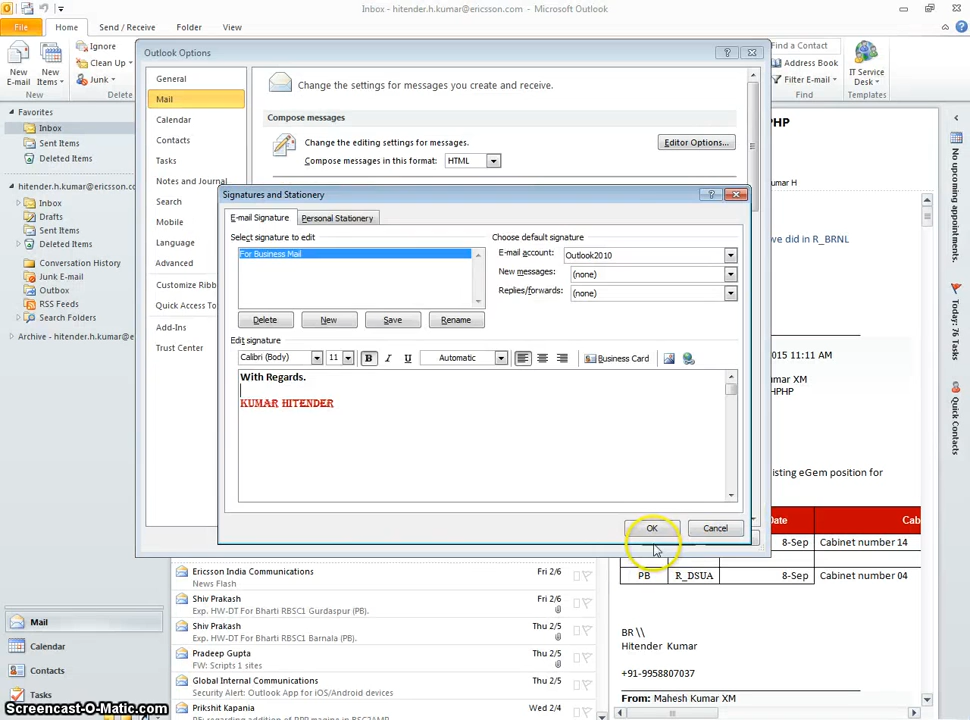 Inbox - hitender.h.kumar@ericsson.com - Microsoft Outlook
File Home Send / Receive Folder View
New E-mail
New Items
New
Ignore
Clean Up
Junk
Delete
Find a Contact
Address Book
Filter E-mail
Find
IT Service Desk
Templates
Favorites
Inbox
Sent Items
Deleted Items
hitender.h.kumar@ericsson.co
Inbox
Drafts
Sent Items
Deleted Items
Conversation History
Junk E-mail
Outbox
RSS Feeds
Search Folders
Archive - hitender.h.kumar@eric
Mail
Calendar
Contacts
Tasks
Outlook Options
General
Mail
Calendar
Contacts
Tasks
Notes and Journal
Search
Mobile
Language
Advanced
Customize Ribb
Quick Access To
Add-Ins
Trust Center
Change the settings for messages you create and receive.
Compose messages
Change the editing settings for messages.
Editor Options...
Compose messages in this format: HTML
Signatures and Stationery
E-mail Signature Personal Stationery
Select signature to edit
For Business Mail
Delete New Save Rename
Choose default signature
E-mail account: Outlook2010
New messages: (none)
Replies/forwards: (none)
Edit signature
Calibri (Body) 11 B I U Automatic Business Card
With Regards.
KUMAR HITENDER
OK Cancel
Ericsson India Communications Fri 2/6
News Flash
Shiv Prakash Fri 2/6
Exp. HW-DT For Bharti RBSC1 Gurdaspur (PB).
Shiv Prakash Thu 2/5
Exp. HW-DT For Bharti RBSC1 Barnala (PB).
Pradeep Gupta Thu 2/5
FW: Scripts 1 sites
Global Internal Communications Thu 2/5
Security Alert: Outlook App for iOS/Android devices
Prikshit Kapania Wed 2/4
PHP
umar H
we did in R_BRNL
2015 11:11 AM
mar XM
PHPHP
isting eGem position for
Date Cab
8-Sep Cabinet number 14
PB R_DSUA 8-Sep Cabinet number 04
BR \\
Hitender Kumar
+91-9958807037
From: Mahesh Kumar XM
No upcoming appointments
Today: 76 Tasks
Quick Contacts
Screencast-O-Matic.com